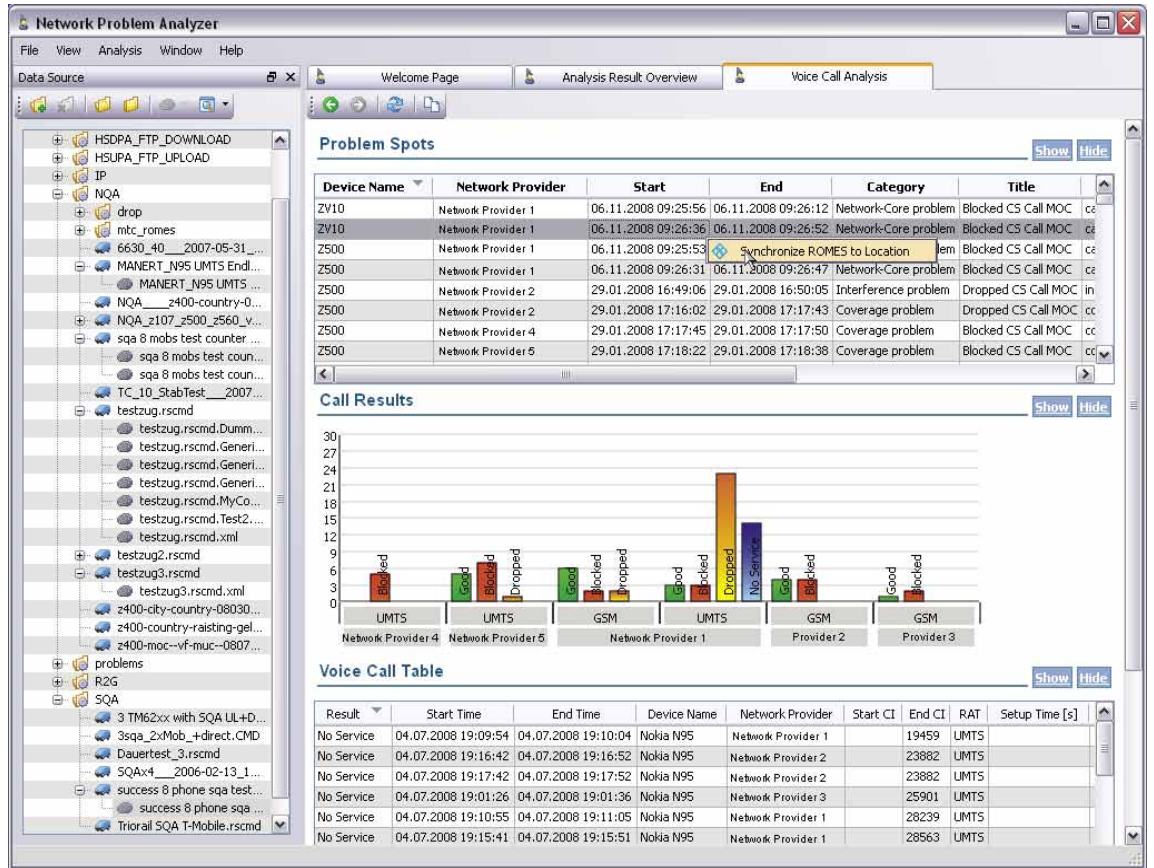 Network Problem Analyzer
File View Analysis Window Help
Data Source
Welcome Page
Analysis Result Overview
Voice Call Analysis
HSDPA_FTP_DOWNLOAD
HSUPA_FTP_UPLOAD
IP
NQA
drop
mtc_romes
6630_40___2007-05-31_...
MANERT_N95 UMTS Endl...
MANERT_N95 UMTS ...
NQA____z400-country-0...
NQA_z107_z500_z560_v...
sqa 8 mobs test counter ...
sqa 8 mobs test coun...
sqa 8 mobs test coun...
TC_10_StabTest___2007...
testzug.rscmd
testzug.rscmd.Dumm...
testzug.rscmd.Generi...
testzug.rscmd.Generi...
testzug.rscmd.Generi...
testzug.rscmd.MyCo...
testzug.rscmd.Test2....
testzug.rscmd.xml
testzug2.rscmd
testzug3.rscmd
testzug3.rscmd.xml
z400-city-country-08030...
z400-country-raisting-gel...
z400-moc--vf-muc--0807...
problems
R2G
SQA
3 TM62xx with SQA UL+D...
3sqa_2xMob_+direct.CMD
Dauertest_3.rscmd
SQAx4___2006-02-13_1...
success 8 phone sqa test...
success 8 phone sqa ...
Triorail SQA T-Mobile.rscmd
Problem Spots
Show Hide
Device Name Network Provider Start End Category Title
ZV10 Network Provider 1 06.11.2008 09:25:56 06.11.2008 09:26:12 Network-Core problem Blocked CS Call MOC ca
ZV10 Network Provider 1 06.11.2008 09:26:36 06.11.2008 09:26:52 Network-Core problem Blocked CS Call MOC ca
Z500 Network Provider 1 06.11.2008 09:25:53 Synchronize ROMES to Location lem Blocked CS Call MOC ca
Z500 Network Provider 1 06.11.2008 09:26:31 06.11.2008 09:26:47 Network-Core problem Blocked CS Call MOC ca
Z500 Network Provider 2 29.01.2008 16:49:06 29.01.2008 16:50:05 Interference problem Dropped CS Call MOC in
Z500 Network Provider 2 29.01.2008 17:16:02 29.01.2008 17:17:43 Coverage problem Dropped CS Call MOC cc
Z500 Network Provider 4 29.01.2008 17:17:45 29.01.2008 17:17:50 Coverage problem Blocked CS Call MOC cc
Z500 Network Provider 5 29.01.2008 17:18:22 29.01.2008 17:18:38 Coverage problem Blocked CS Call MOC cc
Call Results
Show Hide
30
27
24
21
18
15
12
9
6
3
0
Blocked
Good Blocked Dropped
Good Blocked Dropped
Good Blocked Dropped No Service
Good Blocked
Good Blocked
UMTS UMTS GSM UMTS GSM GSM
Network Provider 4 Network Provider 5 Network Provider 1 Provider 2 Provider 3
Voice Call Table
Show Hide
Result Start Time End Time Device Name Network Provider Start CI End CI RAT Setup Time [s]
No Service 04.07.2008 19:09:54 04.07.2008 19:10:04 Nokia N95 Network Provider 1 19459 UMTS
No Service 04.07.2008 19:16:42 04.07.2008 19:16:52 Nokia N95 Network Provider 2 23882 UMTS
No Service 04.07.2008 19:17:42 04.07.2008 19:17:52 Nokia N95 Network Provider 2 23882 UMTS
No Service 04.07.2008 19:01:26 04.07.2008 19:01:36 Nokia N95 Network Provider 3 25901 UMTS
No Service 04.07.2008 19:10:55 04.07.2008 19:11:05 Nokia N95 Network Provider 1 28239 UMTS
No Service 04.07.2008 19:15:41 04.07.2008 19:15:51 Nokia N95 Network Provider 1 28563 UMTS